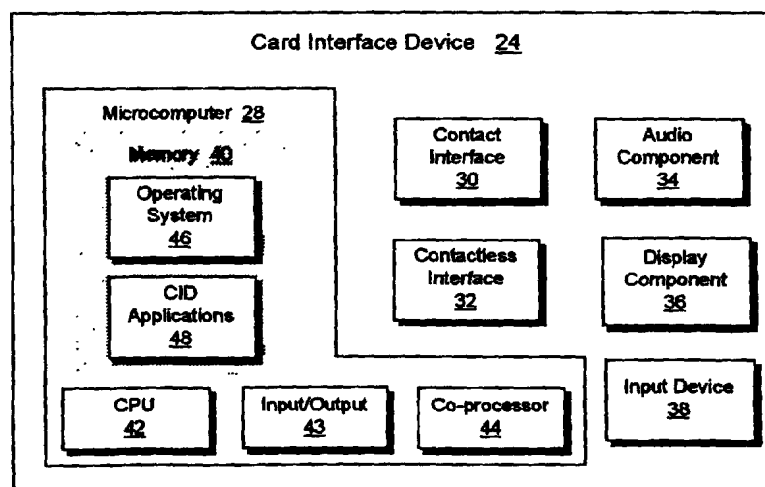 Card Interface Device 24
Microcomputer 28
Memory 40
Operating
System
46
CID
Applications
48
CPU
42
Input/Output
43
Co-processor
44
Contact
Interface
30
Audio
Component
34
Contactless
Interface
32
Display
Component
36
Input Device
38